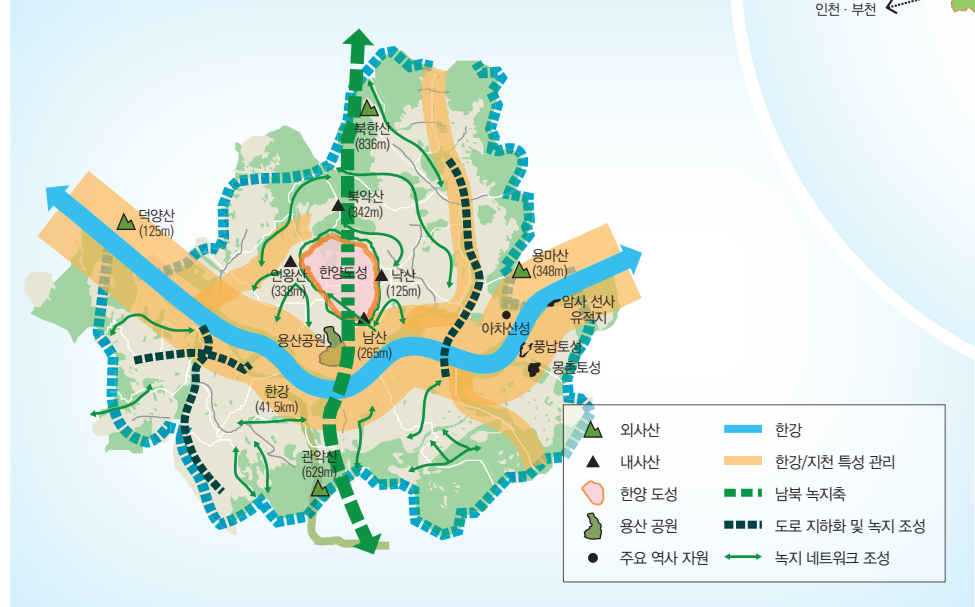 인천 · 부천
북한산
(836m)
북악산
(342m)
덕양산
(125m)
인왕산
(338m)
한양도성
낙산
(125m)
용마산
(348m)
암사 선사
유적지
아차산성
용산공원
남산
(265m)
풍납토성
몽촌토성
한강
(41.5km)
관악산
(629m)
외사산
한강
내사산
한강/지천 특성 관리
한양 도성
남북 녹지축
용산 공원
도로 지하화 및 녹지 조성
주요 역사 자원
녹지 네트워크 조성